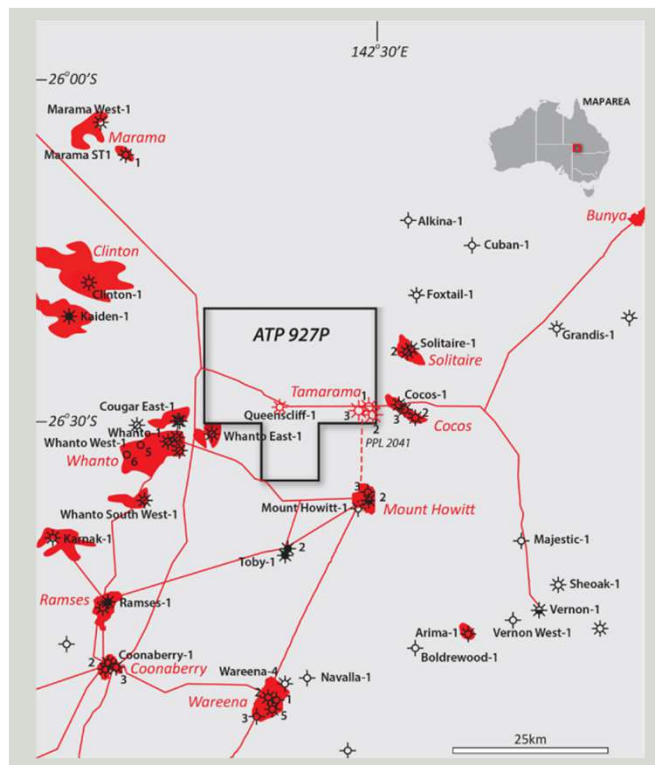 142°30'E
26°00'S
MAPAREA
Marama West-1
Marama
Marama ST1
1
Bunya
Alkina-1
Cuban-1
Clinton
Clinton-1
Foxtail-1
Kaiden-1
ATP 927P
Grandis-1
Solitaire-1
2
Solitaire
Tamarama
1
Cocos-1
Cougar East-1
Queenscliff-1
3
2
3
2
Cocos
26°30'S
Whanto-1
Whanto East-1
PPL 2041
Whanto West-1
5
6
Whanto
3
2
Whanto South West-1
Mount Howitt-1
Mount Howitt
Karnak-1
2
Toby-1
Majestic-1
Sheoak-1
Ramses
Ramses-1
Vernon-1
Arima-1
Vernon West-1
Boldrewood-1
Coonaberry-1
2
3
Coonaberry
Wareena-4
Navalla-1
2
1
Wareena
3
5
25km